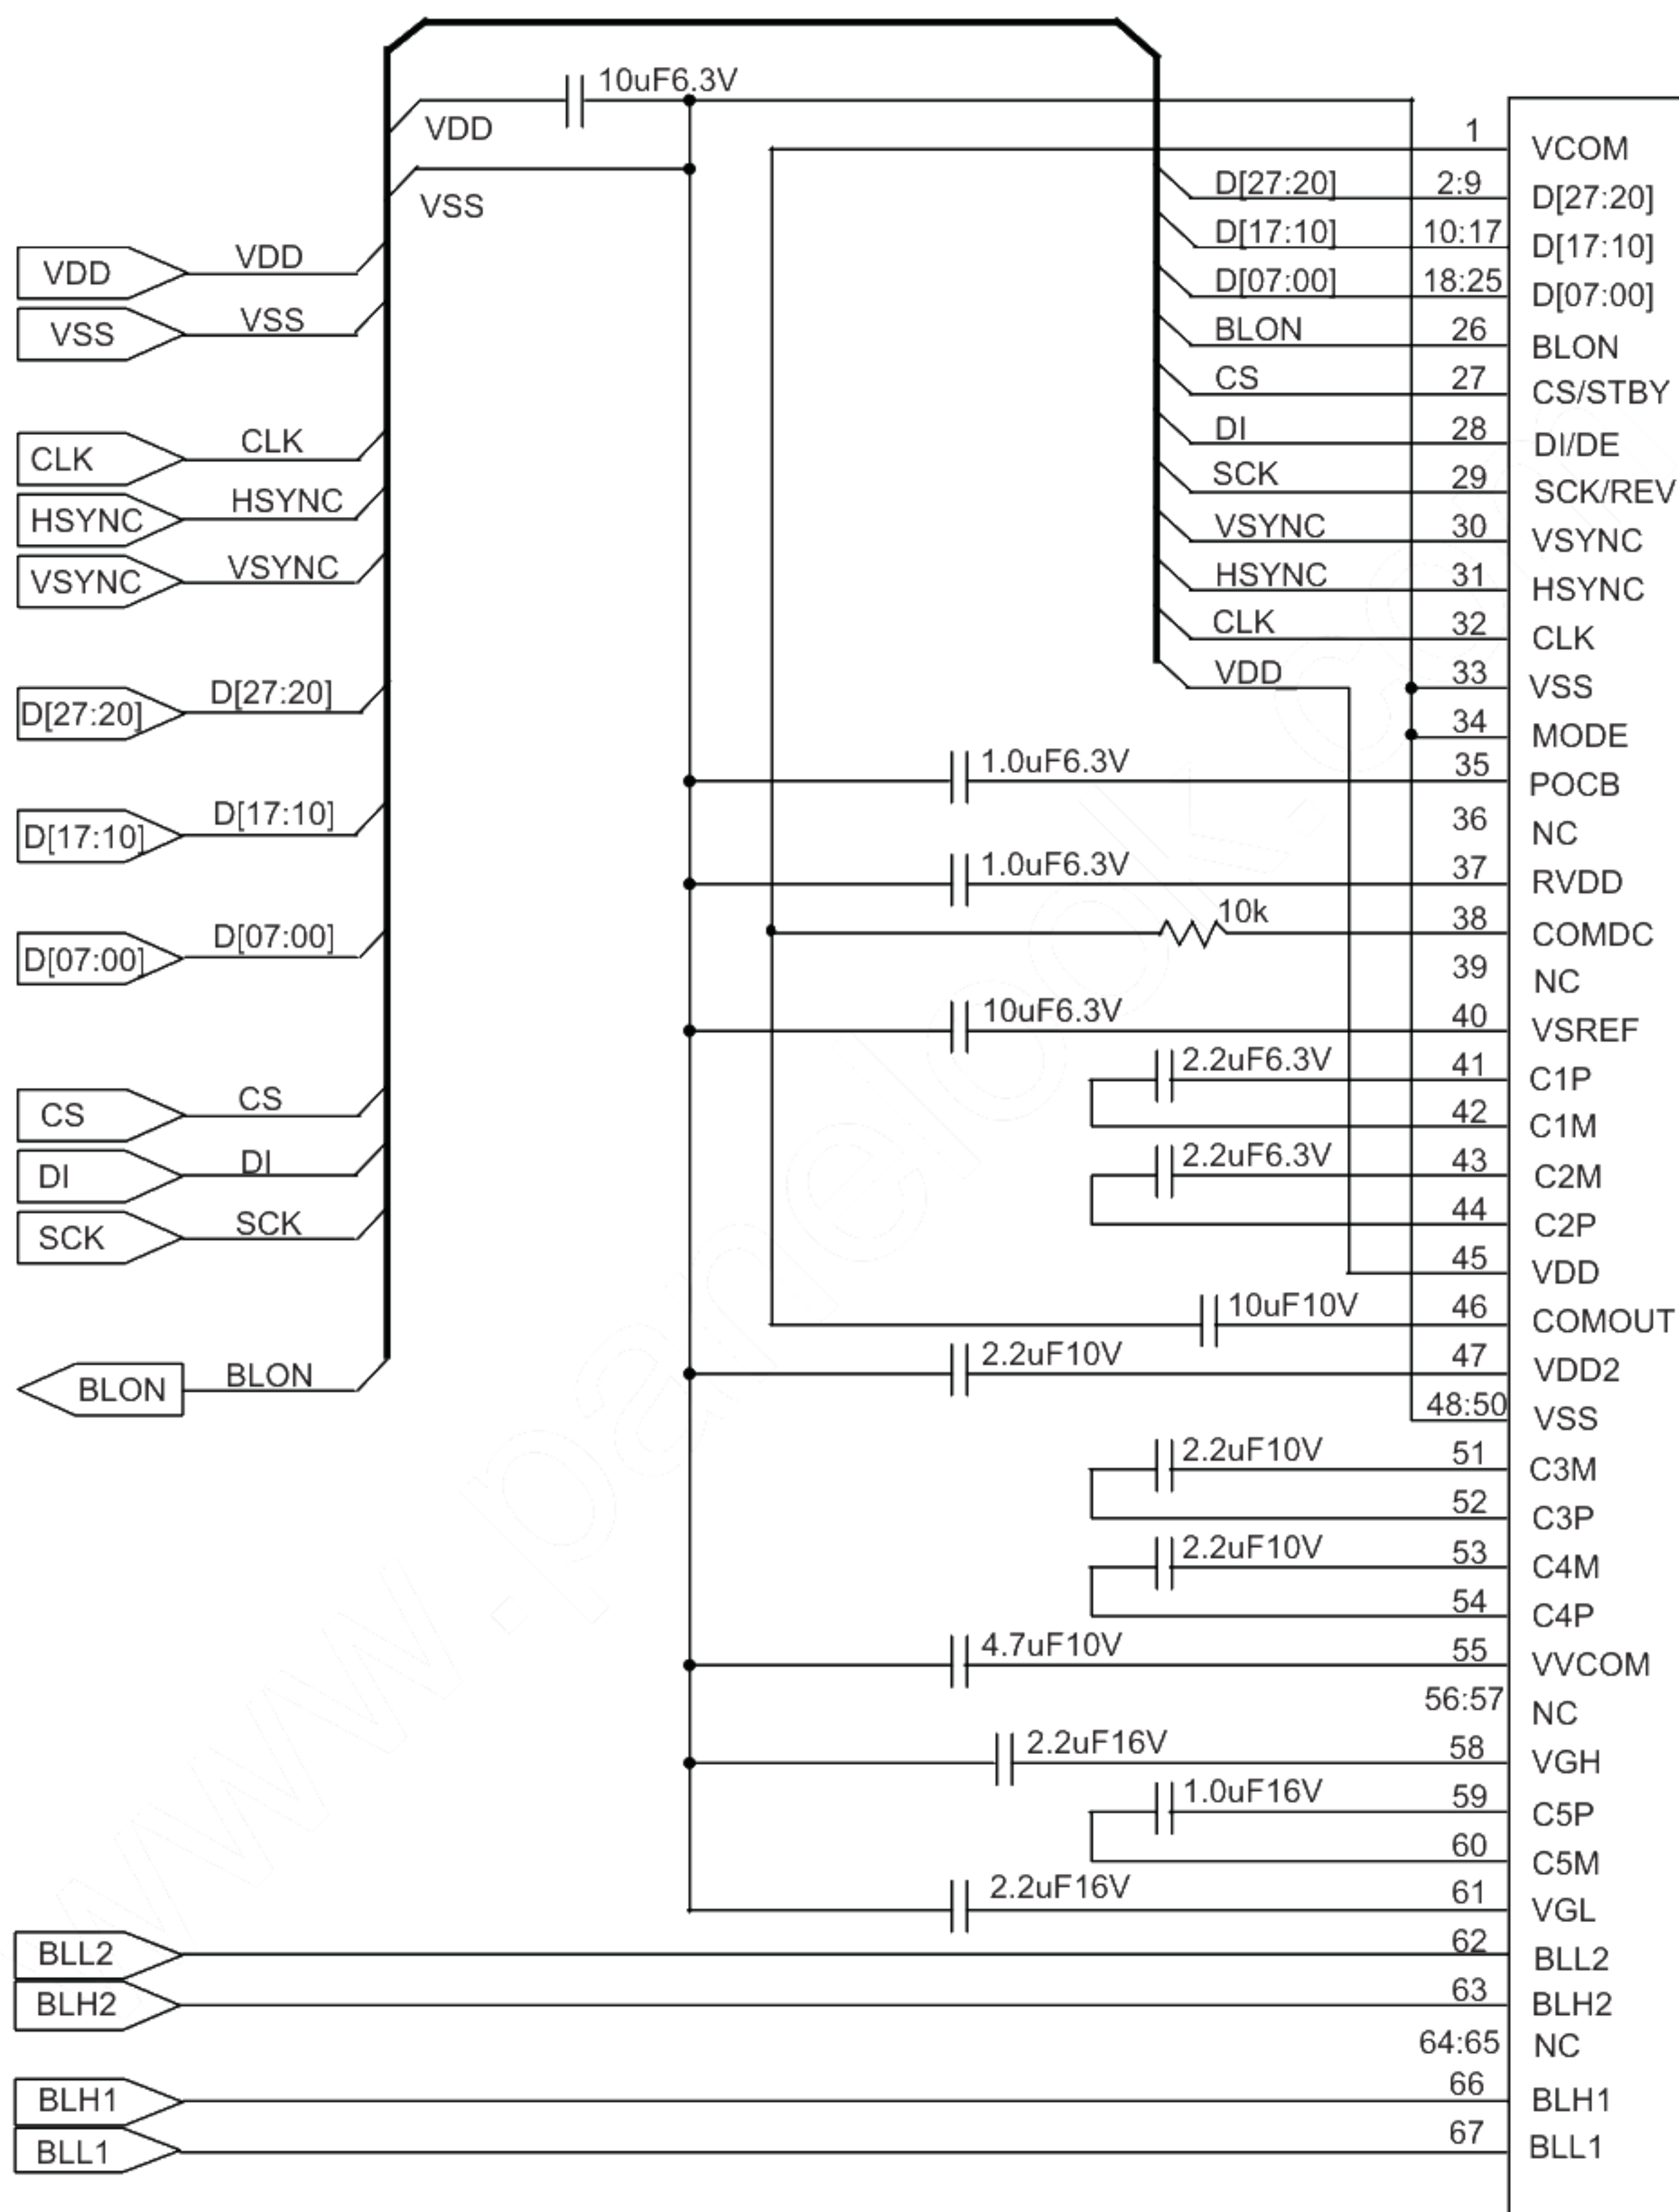 10uF6.3V
VDD
VSS
VDD VDD
VSS VSS
CLK CLK
HSYNC HSYNC
VSYNC VSYNC
D[27:20] D[27:20]
D[17:10] D[17:10]
D[07:00] D[07:00]
CS CS
DI DI
SCK SCK
BLON BLON
1 VCOM
D[27:20] 2:9 D[27:20]
D[17:10] 10:17 D[17:10]
D[07:00] 18:25 D[07:00]
BLON 26 BLON
CS 27 CS/STBY
DI 28 DI/DE
SCK 29 SCK/REV
VSYNC 30 VSYNC
HSYNC 31 HSYNC
CLK 32 CLK
VDD 33 VSS
34 MODE
1.0uF6.3V 35 POCB
36 NC
1.0uF6.3V 37 RVDD
10k 38 COMDC
39 NC
10uF6.3V 40 VSREF
2.2uF6.3V 41 C1P
42 C1M
2.2uF6.3V 43 C2M
44 C2P
45 VDD
10uF10V 46 COMOUT
2.2uF10V 47 VDD2
48:50 VSS
2.2uF10V 51 C3M
52 C3P
2.2uF10V 53 C4M
54 C4P
4.7uF10V 55 VVCOM
56:57 NC
2.2uF16V 58 VGH
1.0uF16V 59 C5P
60 C5M
2.2uF16V 61 VGL
BLL2 62 BLL2
BLH2 63 BLH2
64:65 NC
BLH1 66 BLH1
BLL1 67 BLL1